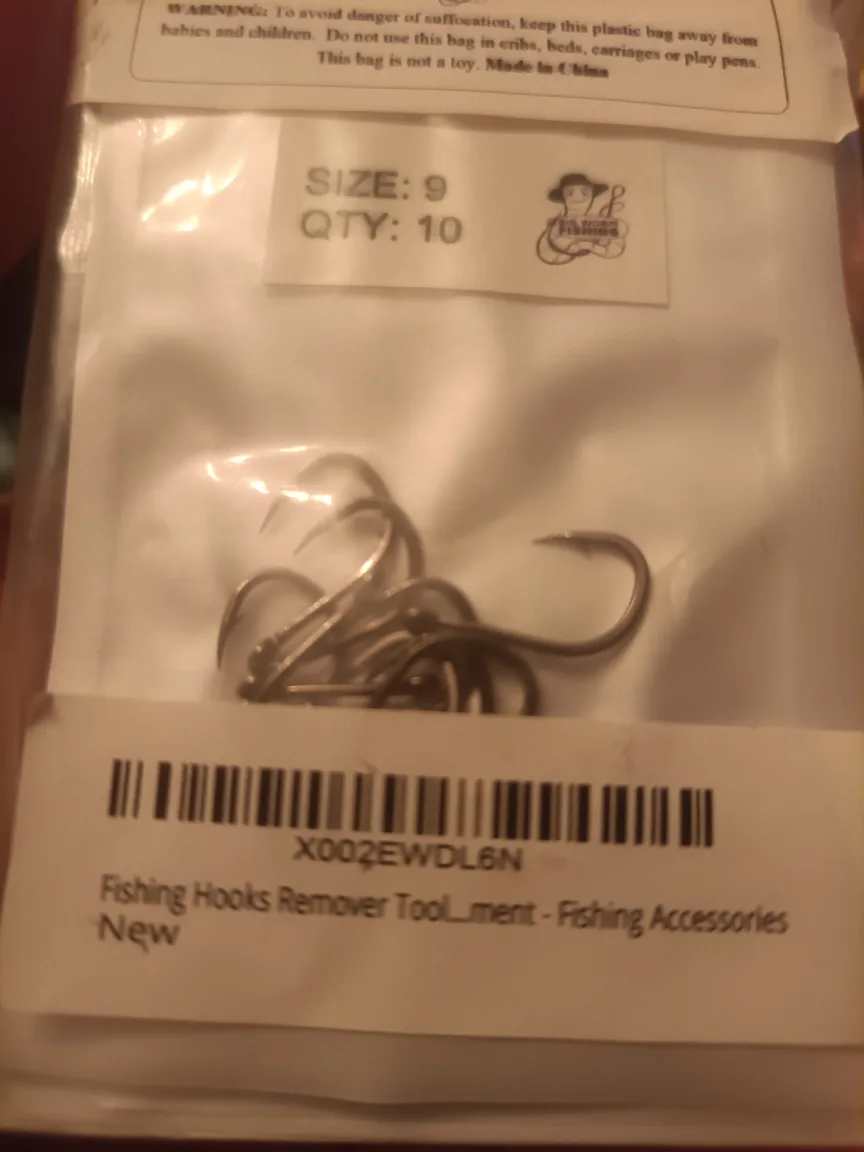 WARNING: To avoid danger of suffocation, keep this plastic bag away from
babies and children. Do not use this bag in cribs, beds, carriages or play pens.
This bag is not a toy. Made in China
SIZE: 9
QTY: 10
BIG WORM
FISHING
X002EWDL6N
Fishing Hooks Remover Tool...ment - Fishing Accessories
New